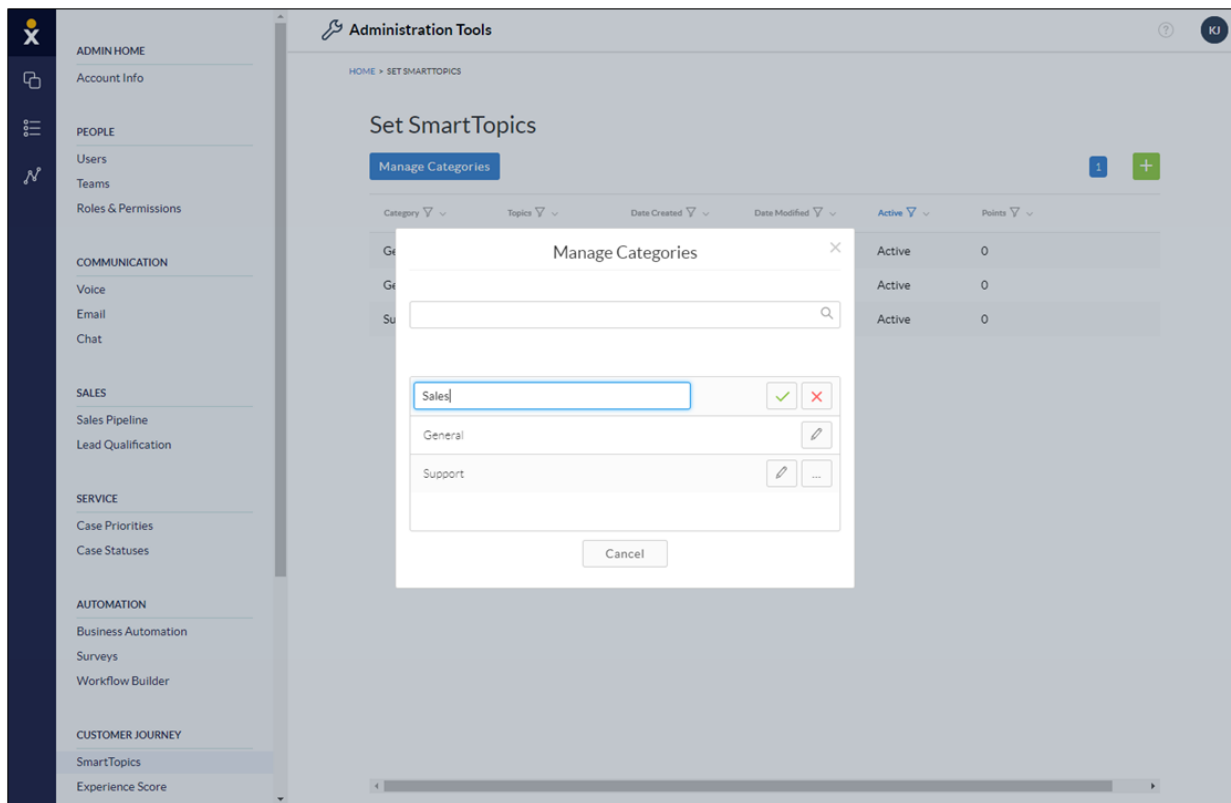 Administration Tools
?
KJ
ADMIN HOME
Account Info
PEOPLE
Users
Teams
Roles & Permissions
COMMUNICATION
Voice
Email
Chat
SALES
Sales Pipeline
Lead Qualification
SERVICE
Case Priorities
Case Statuses
AUTOMATION
Business Automation
Surveys
Workflow Builder
CUSTOMER JOURNEY
SmartTopics
Experience Score
HOME > SET SMARTTOPICS
Set SmartTopics
Manage Categories 1 +
Category Topics Date Created Date Modified Active Points
Ge Active 0
Ge Active 0
Su Active 0
Manage Categories
Sales
General
Support ...
Cancel